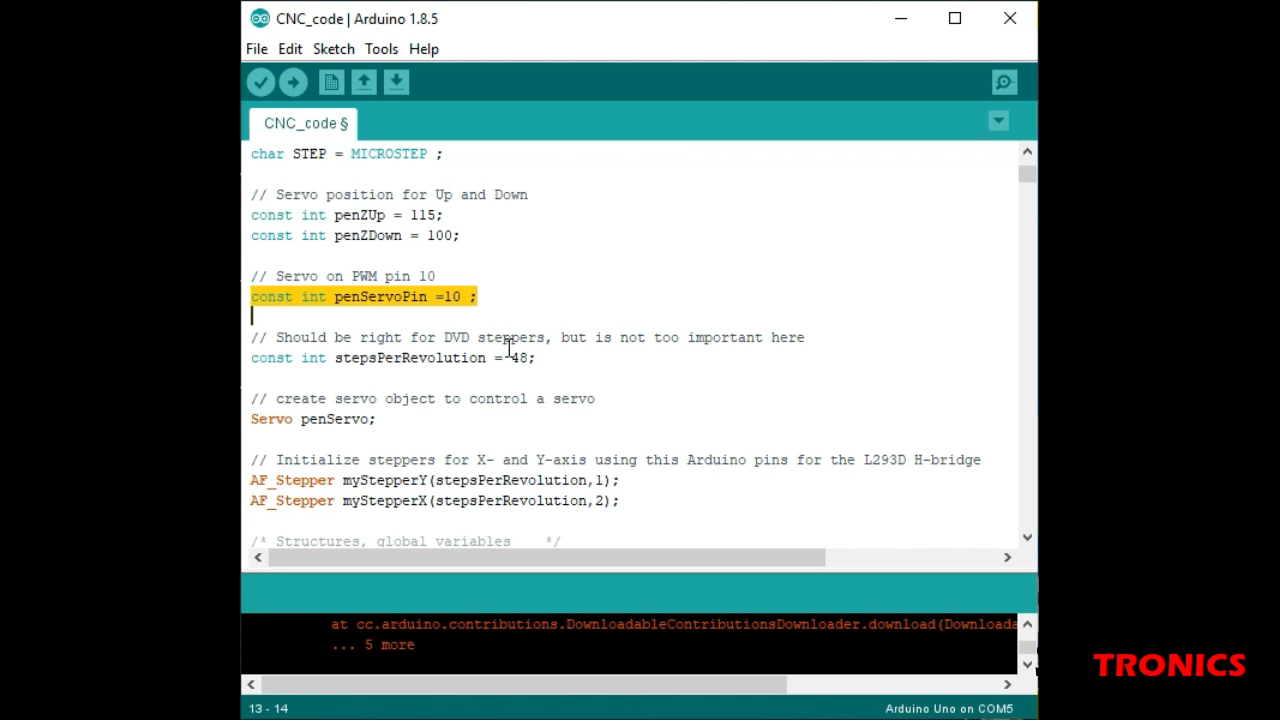 CNC_code | Arduino 1.8.5
File Edit Sketch Tools Help
CNC_code §
char STEP = MICROSTEP ;
// Servo position for Up and Down
const int penZUp = 115;
const int penZDown = 100;
// Servo on PWM pin 10
const int penServoPin =10 ;
// Should be right for DVD steppers, but is not too important here
const int stepsPerRevolution = 48;
// create servo object to control a servo
Servo penServo;
// Initialize steppers for X- and Y-axis using this Arduino pins for the L293D H-bridge
AF_Stepper myStepperY(stepsPerRevolution,1);
AF_Stepper myStepperX(stepsPerRevolution,2);
/* Structures, global variables */
at cc.arduino.contributions.DownloadableContributionsDownloader.download(Downloada
... 5 more
TRONICS
13 - 14
Arduino Uno on COM5